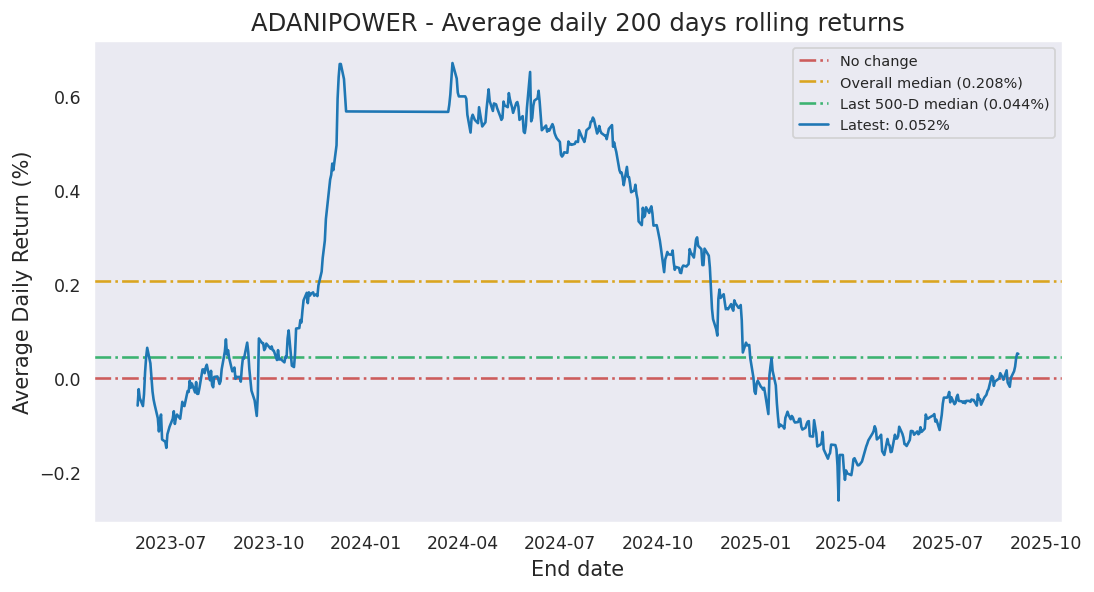 ADANIPOWER - Average daily 200 days rolling returns
No change
Overall median (0.208%)
Last 500-D median (0.044%)
Latest: 0.052%
Average Daily Return (%)
0.6
0.4
0.2
0.0
−0.2
2023-07 2023-10 2024-01 2024-04 2024-07 2024-10 2025-01 2025-04 2025-07 2025-10
End date